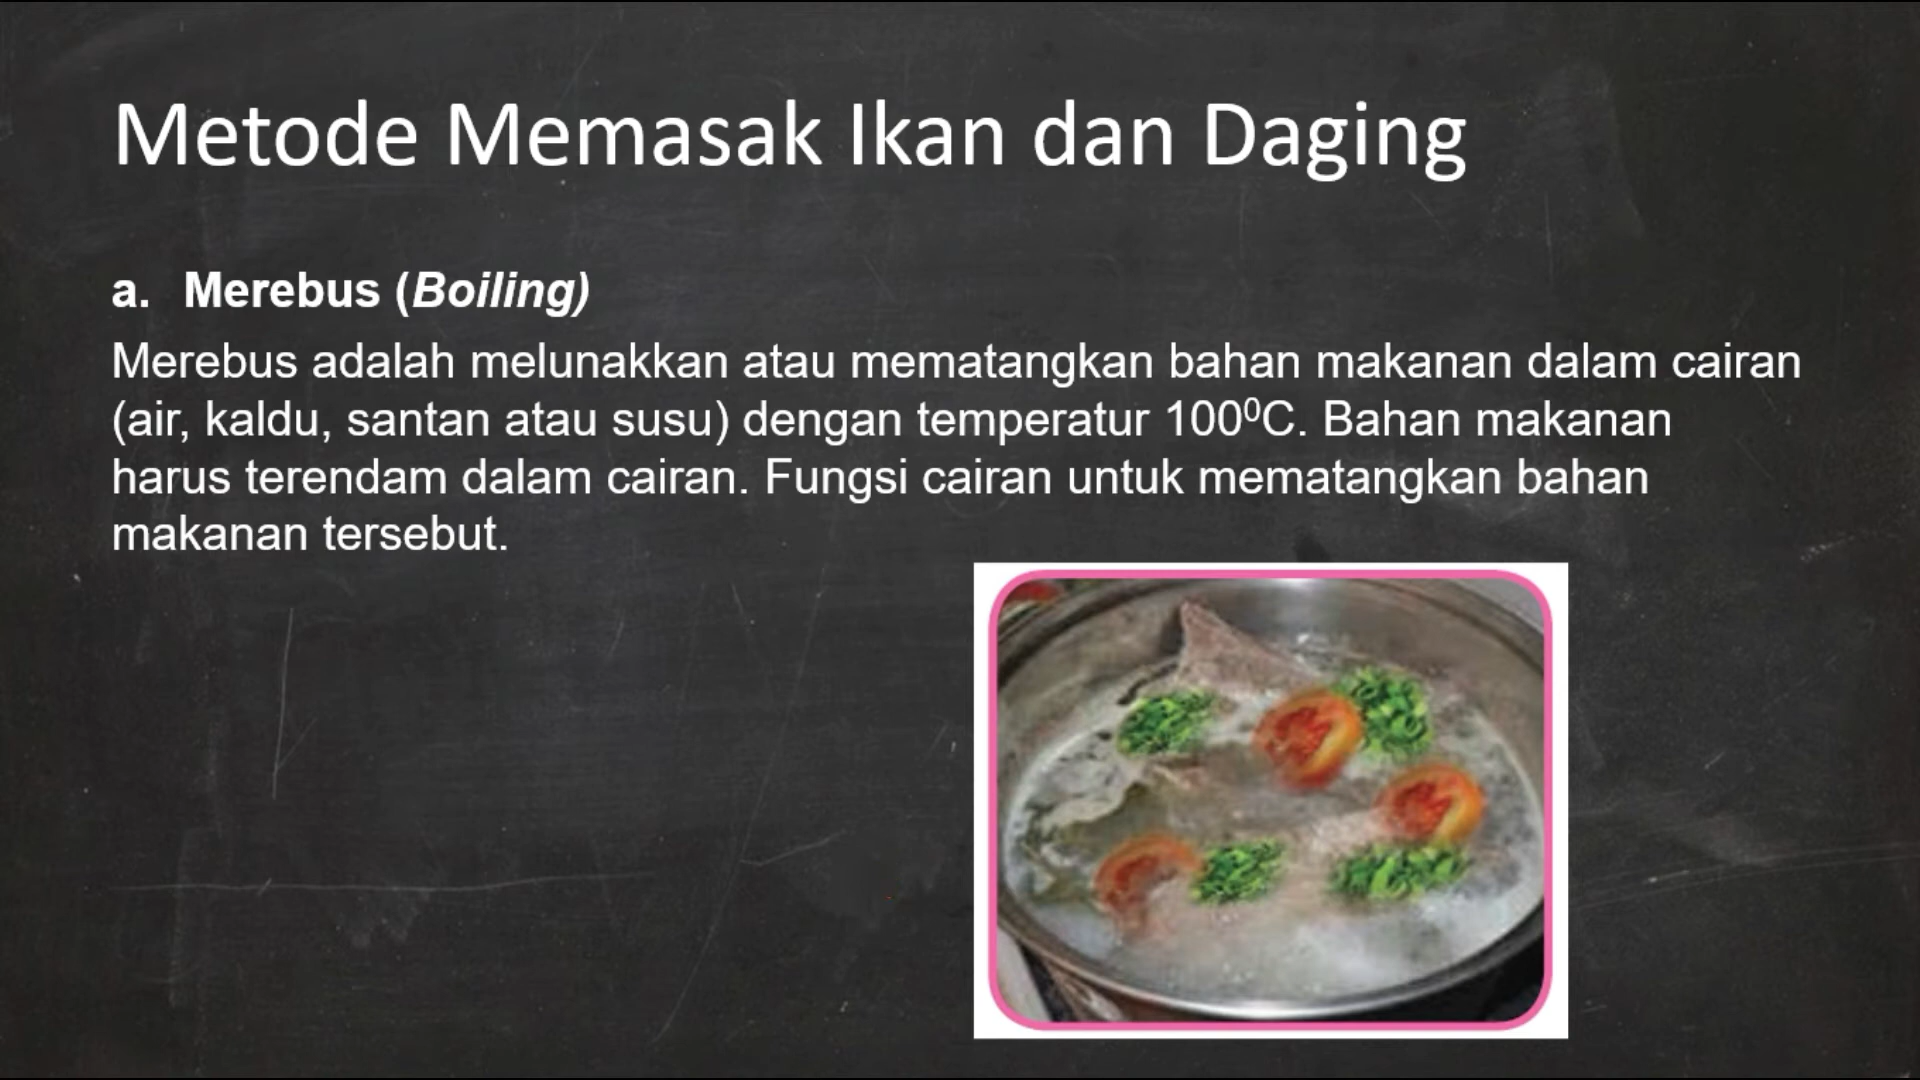 Metode Memasak Ikan dan Daging
a. Merebus (Boiling)
Merebus adalah melunakkan atau mematangkan bahan makanan dalam cairan
(air, kaldu, santan atau susu) dengan temperatur 100⁰C. Bahan makanan
harus terendam dalam cairan. Fungsi cairan untuk mematangkan bahan
makanan tersebut.